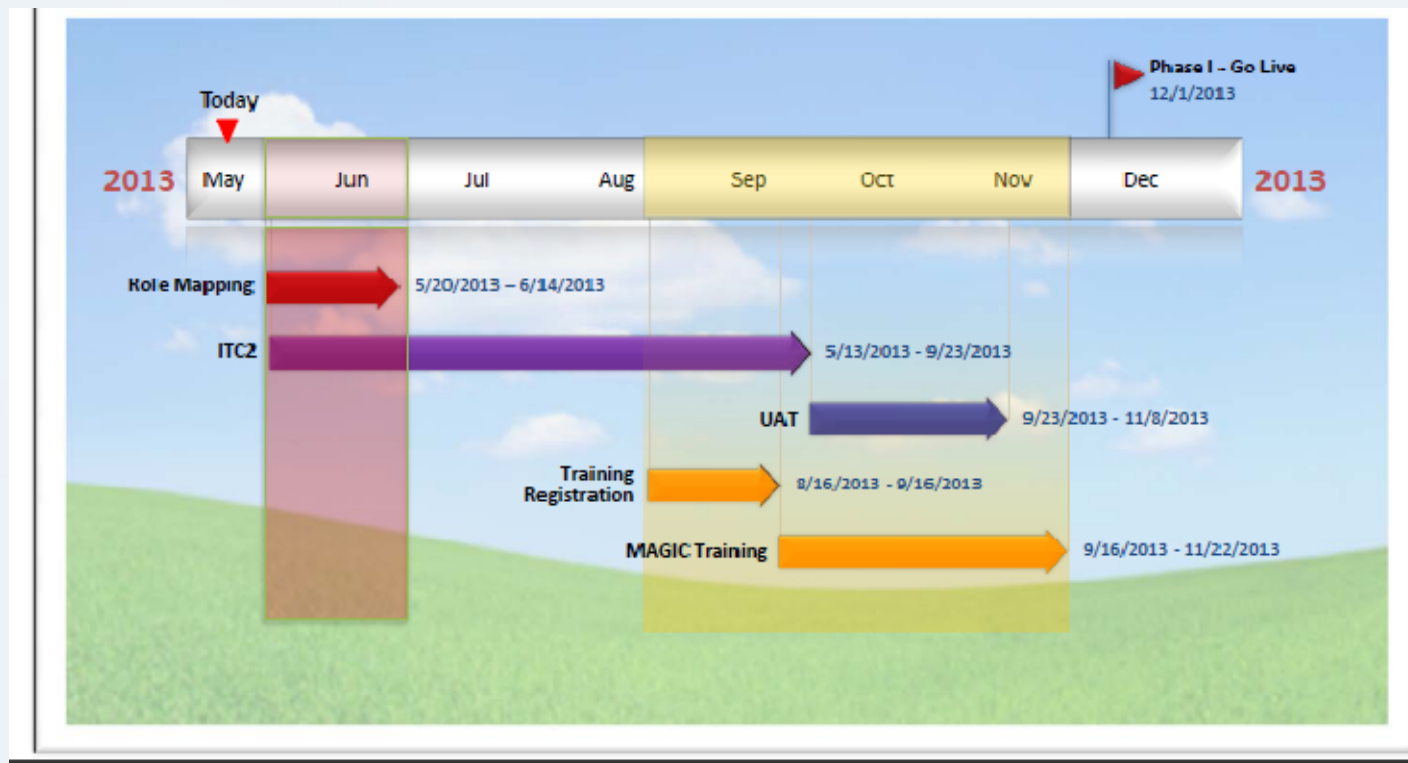 Phase I - Go Live
12/1/2013
Today
2013 May Jun Jul Aug Sep Oct Nov Dec 2013
Role Mapping 5/20/2013 – 6/14/2013
ITC2 5/13/2013 - 9/23/2013
UAT 9/23/2013 - 11/8/2013
Training
Registration 8/16/2013 - 9/16/2013
MAGIC Training 9/16/2013 - 11/22/2013